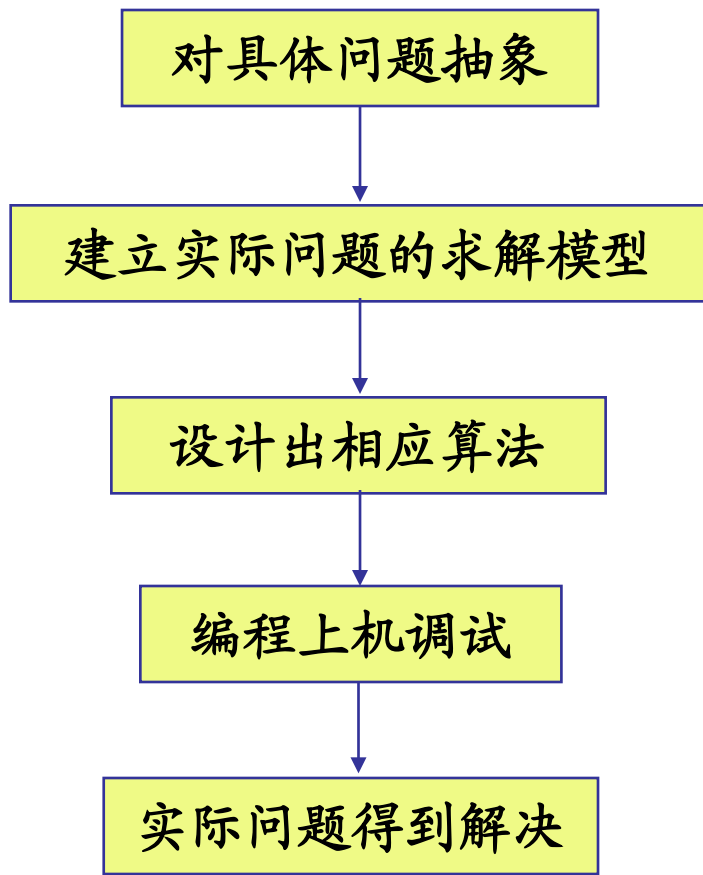 对具体问题抽象
建立实际问题的求解模型
设计出相应算法
编程上机调试
实际问题得到解决